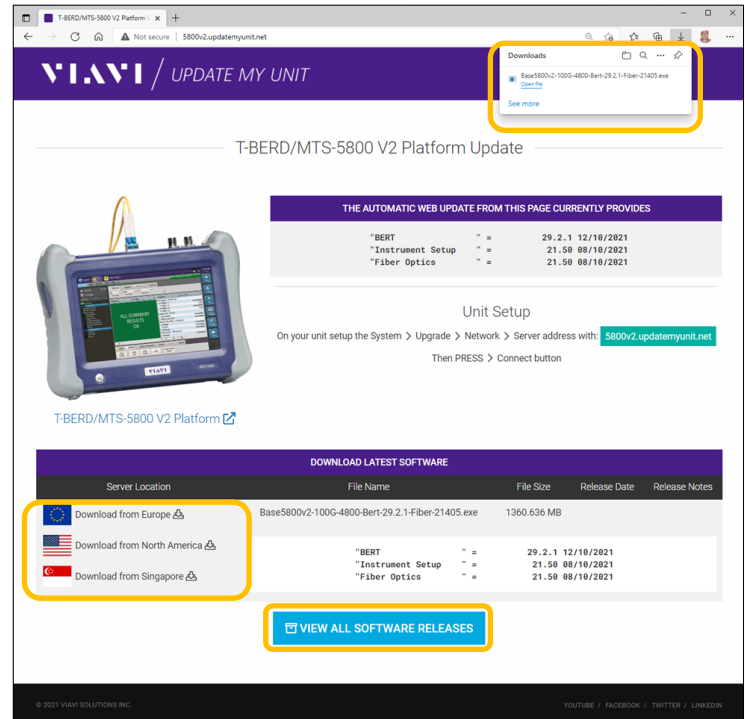 T-BERD/MTS-5800 V2 Platform U
Not secure | 5800v2.updatemyunit.net
Downloads
Base5800v2-100G-4800-Bert-29.2.1-Fiber-21405.exe
Open file
See more
VIAVI / UPDATE MY UNIT
T-BERD/MTS-5800 V2 Platform Update
THE AUTOMATIC WEB UPDATE FROM THIS PAGE CURRENTLY PROVIDES
"BERT " = 29.2.1 12/10/2021
"Instrument Setup " = 21.50 08/10/2021
"Fiber Optics " = 21.50 08/10/2021
ALL SUMMARY
RESULTS
OK
VIAVI
Unit Setup
On your unit setup the System > Upgrade > Network > Server address with: 5800v2.updatemyunit.net
Then PRESS > Connect button
T-BERD/MTS-5800 V2 Platform
DOWNLOAD LATEST SOFTWARE
Server Location File Name File Size Release Date Release Notes
Download from Europe Base5800v2-100G-4800-Bert-29.2.1-Fiber-21405.exe 1360.636 MB
Download from North America
Download from Singapore
"BERT " = 29.2.1 12/10/2021
"Instrument Setup " = 21.50 08/10/2021
"Fiber Optics " = 21.50 08/10/2021
VIEW ALL SOFTWARE RELEASES
© 2021 VIAVI SOLUTIONS INC. YOUTUBE / FACEBOOK / TWITTER / LINKEDIN